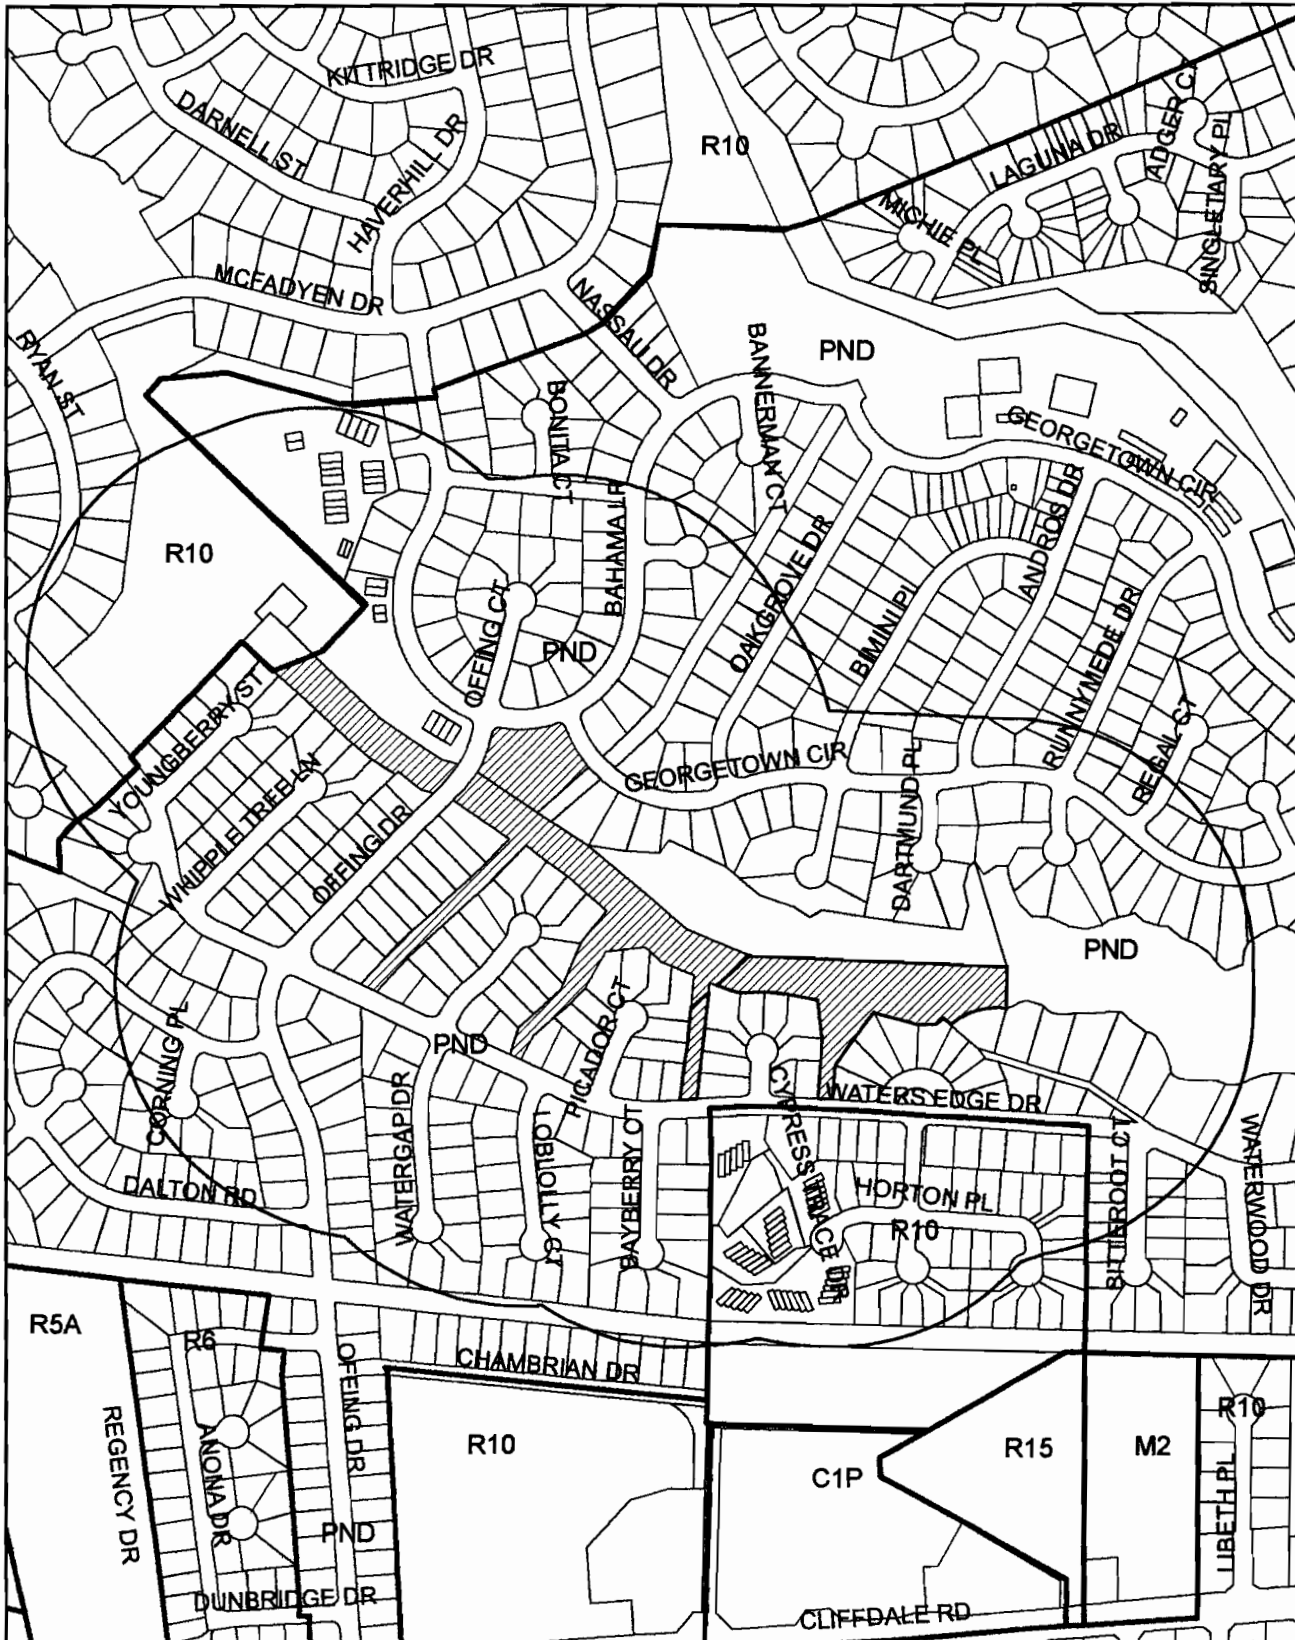 KITTRIDGE DR
DARNELL ST
HAVERHILL DR
R10
LAGUNA DR
ADGER CT
SINGLETARY PL
MICHIE PL
MCFADYEN DR
NASSAU DR
RYAN ST
BANNERMAN CT
PND
BONITA CT
GEORGETOWN CIR
ANDROS DR
BAHAMA LP
OAKGROVE DR
R10
BIMINI PL
RUNNYMEDE DR
OFFING CT
PND
YOUNGBERRY ST
WHIPPLE TREE LN
GEORGETOWN CIR
DARTMUND PL
REGAL CT
OFFING DR
PND
CORNING PL
PND
PICADOR CT
WATERGAP DR
LOBLOLLY CT
BAYBERRY CT
CYPRESS TRACE DR
WATERS EDGE DR
HORTON PL
R10
BITTEROOT CT
WATERWOOD DR
DALTON RD
R5A
R6
OFFING DR
CHAMBRIAN DR
REGENCY DR
ANONA DR
R10
C1P
R15
M2
R10
LIBETH PL
PND
DUNBRIDGE DR
CLIFFDALE RD